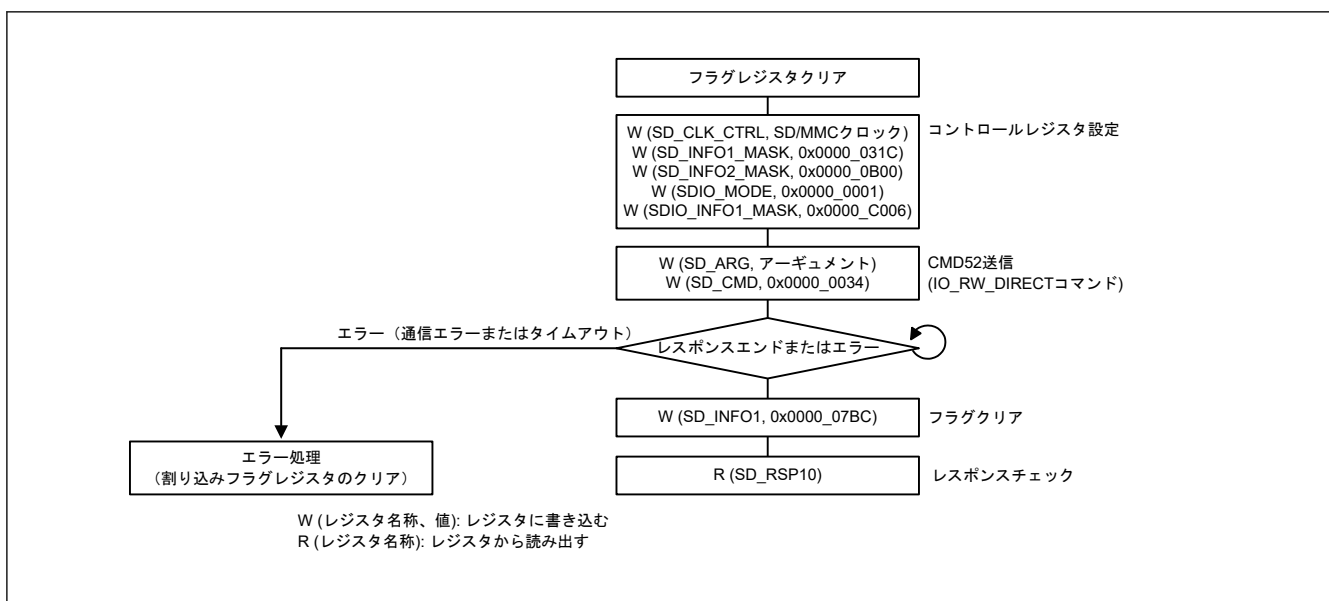 フラグレジスタクリア
W (SD_CLK_CTRL, SD/MMCクロック)
W (SD_INFO1_MASK, 0x0000_031C)
W (SD_INFO2_MASK, 0x0000_0B00)
W (SDIO_MODE, 0x0000_0001)
W (SDIO_INFO1_MASK, 0x0000_C006)
コントロールレジスタ設定
W (SD_ARG, アーギュメント)
W (SD_CMD, 0x0000_0034)
CMD52送信
(IO_RW_DIRECTコマンド)
エラー（通信エラーまたはタイムアウト）
レスポンスエンドまたはエラー
W (SD_INFO1, 0x0000_07BC)
フラグクリア
エラー処理
（割り込みフラグレジスタのクリア）
R (SD_RSP10)
レスポンスチェック
W (レジスタ名称、値): レジスタに書き込む
R (レジスタ名称): レジスタから読み出す